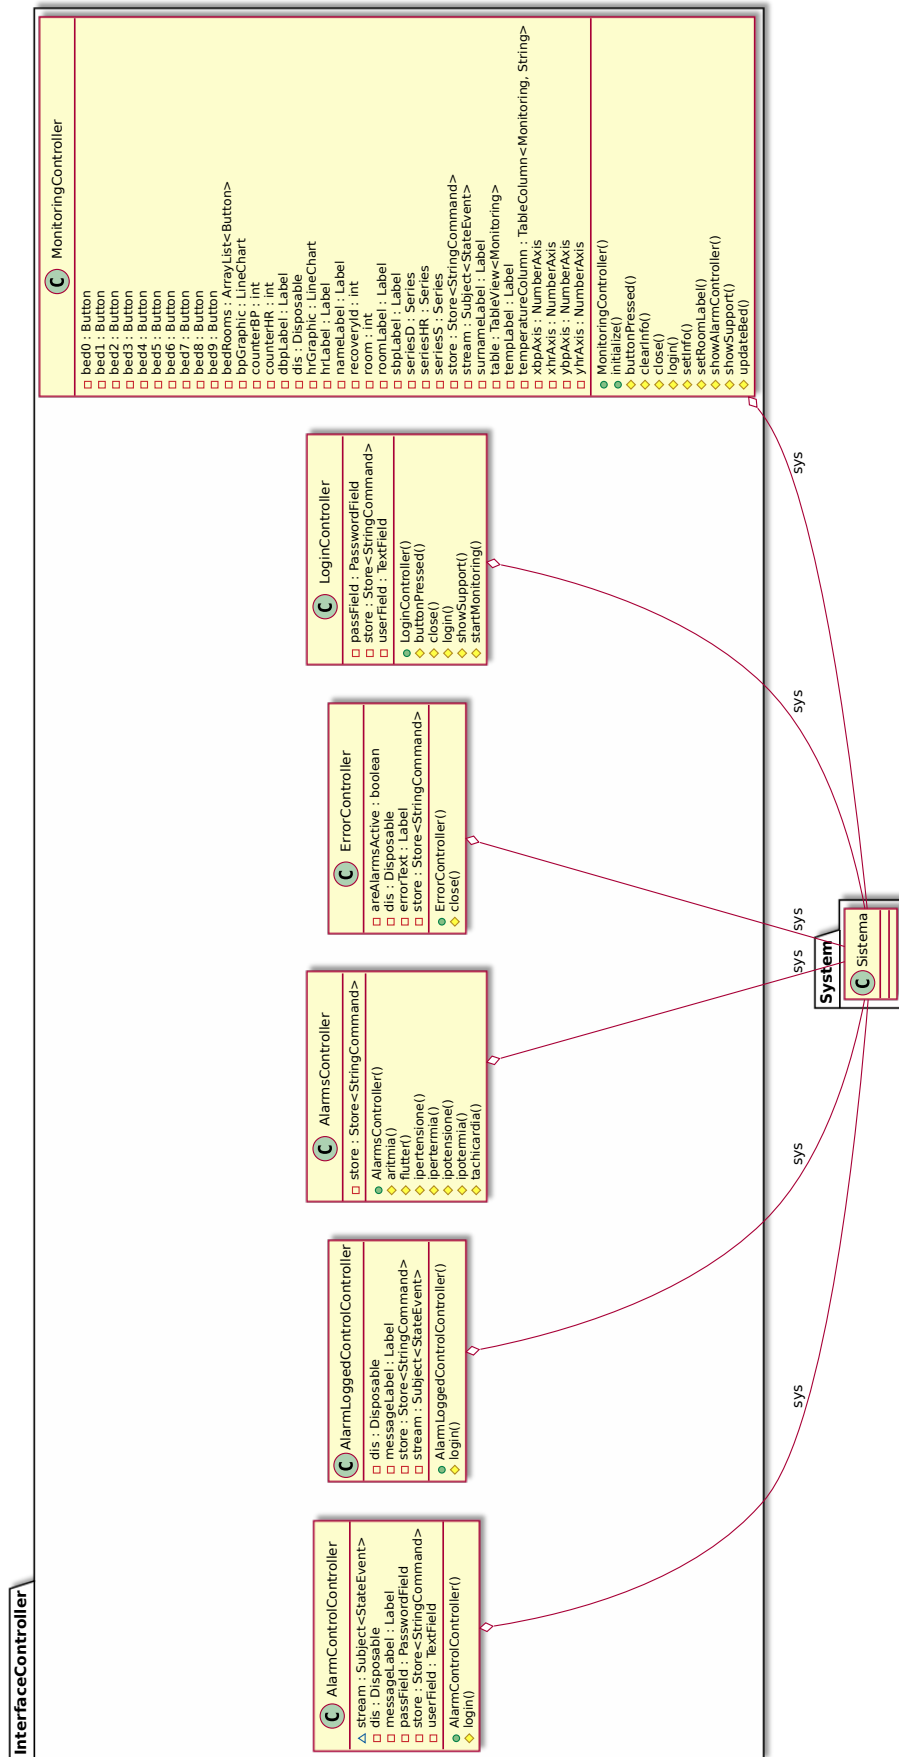 InterfaceController
AlarmControlController
stream : Subject<StateEvent>
dis : Disposable
messageLabel : Label
passField : PasswordField
store : Store<StringCommand>
userField : TextField
AlarmControlController()
login()
AlarmLoggedControlController
dis : Disposable
messageLabel : Label
store : Store<StringCommand>
stream : Subject<StateEvent>
AlarmLoggedControlController()
login()
AlarmsController
store : Store<StringCommand>
AlarmsController()
aritmia()
flutter()
ipertensione()
ipertermia()
ipotensione()
ipotermia()
tachicardia()
ErrorController
areAlarmsActive : boolean
dis : Disposable
errorText : Label
store : Store<StringCommand>
ErrorController()
close()
LoginController
passField : PasswordField
store : Store<StringCommand>
userField : TextField
LoginController()
buttonPressed()
close()
login()
showSupport()
startMonitoring()
MonitoringController
bed0 : Button
bed1 : Button
bed2 : Button
bed3 : Button
bed4 : Button
bed5 : Button
bed6 : Button
bed7 : Button
bed8 : Button
bed9 : Button
bedRooms : ArrayList<Button>
bpGraphic : LineChart
counterBP : int
counterHR : int
dbpLabel : Label
dis : Disposable
hrGraphic : LineChart
hrLabel : Label
nameLabel : Label
recoveryId : int
room : int
roomLabel : Label
sbpLabel : Label
seriesD : Series
seriesHR : Series
seriesS : Series
store : Store<StringCommand>
stream : Subject<StateEvent>
surnameLabel : Label
table : TableView<Monitoring>
tempLabel : Label
temperatureColumn : TableColumn<Monitoring, String>
xbpAxis : NumberAxis
xhrAxis : NumberAxis
ybpAxis : NumberAxis
yhrAxis : NumberAxis
MonitoringController()
initialize()
buttonPressed()
clearInfo()
close()
login()
setInfo()
setRoomLabel()
showAlarmController()
showSupport()
updateBed()
sys
sys
sys
sys
sys
sys
System
Sistema
C
C
C
C
C
C
C